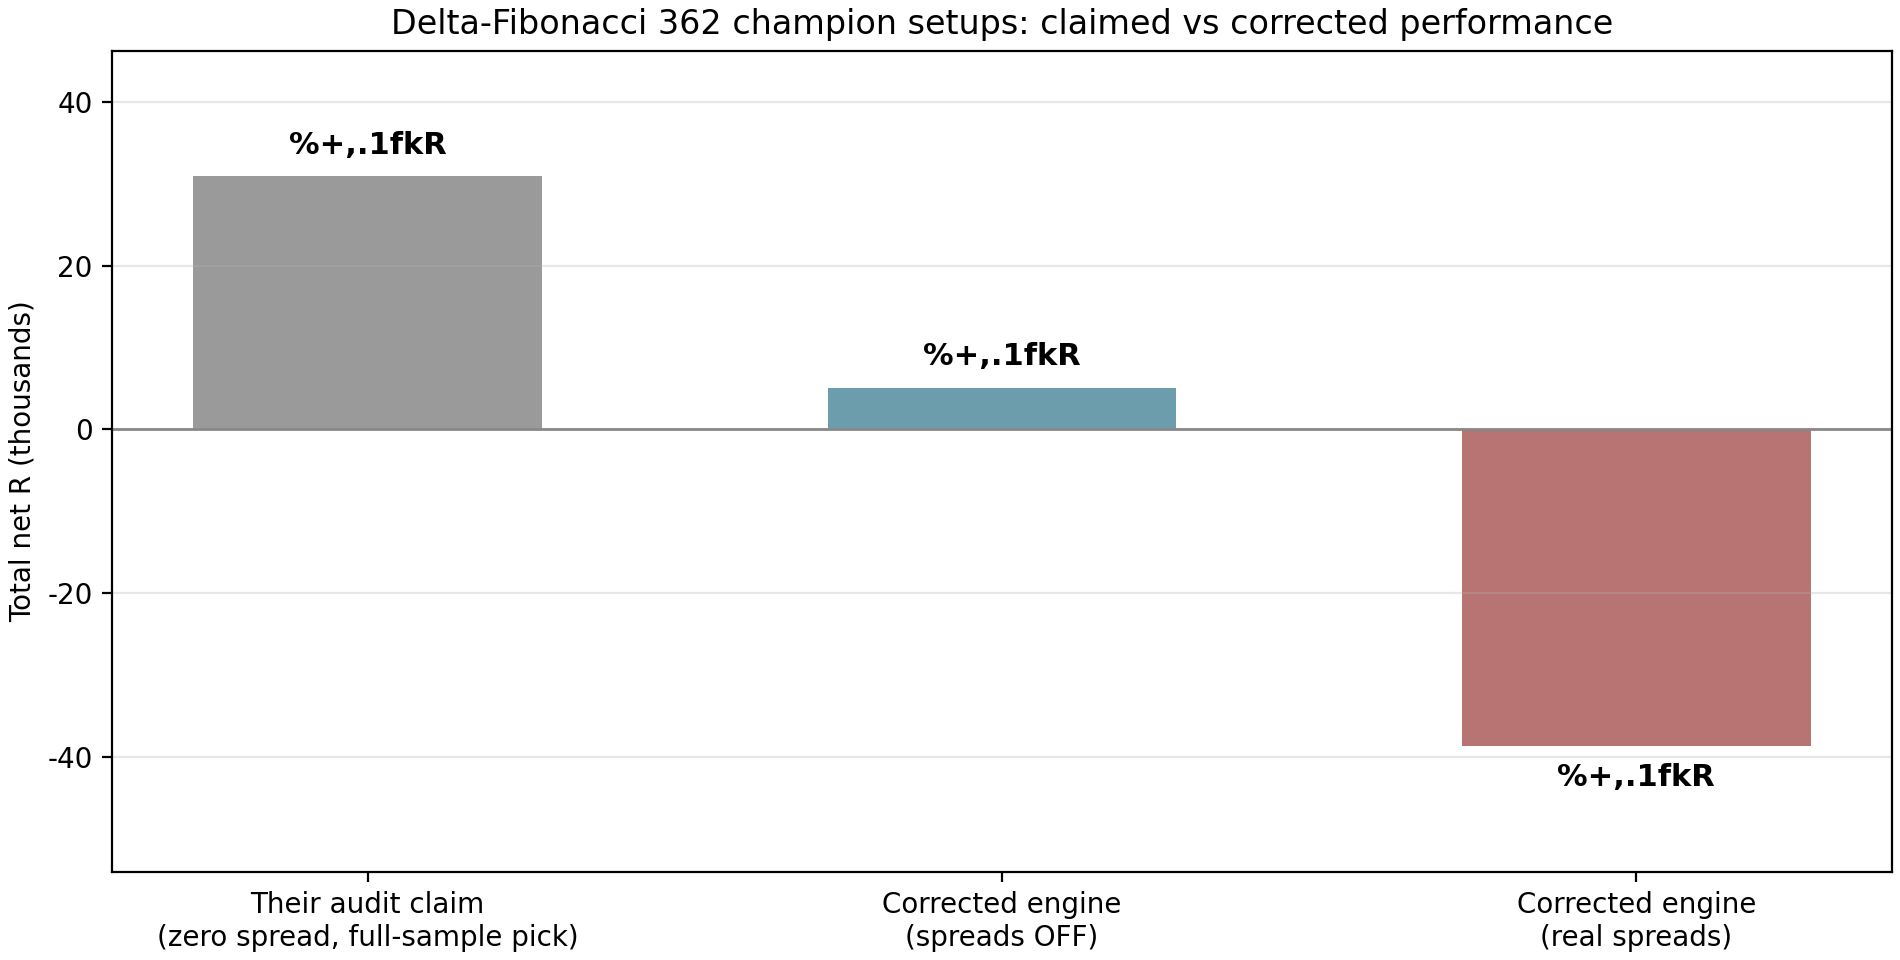 Delta-Fibonacci 362 champion setups: claimed vs corrected performance
Total net R (thousands)
40
20
0
-20
-40
%+,.1fkR
%+,.1fkR
%+,.1fkR
Their audit claim
(zero spread, full-sample pick)
Corrected engine
(spreads OFF)
Corrected engine
(real spreads)